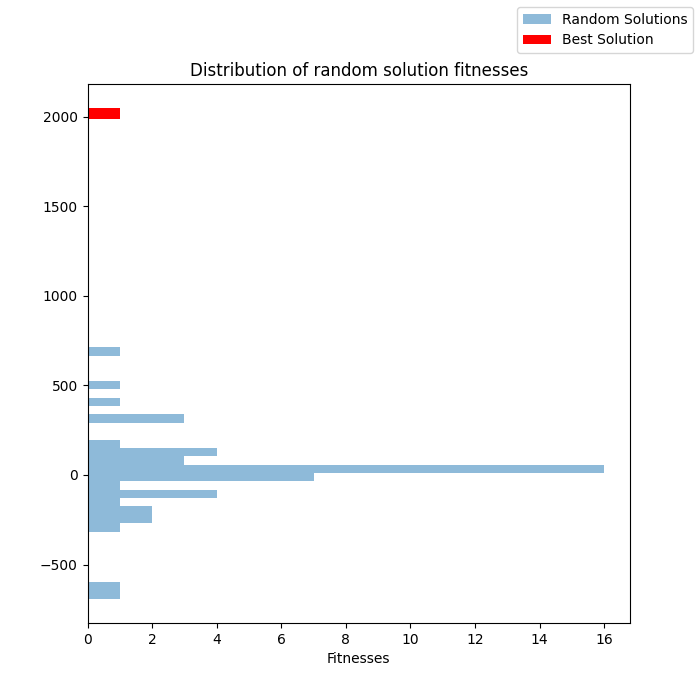 Random Solutions
Best Solution
Distribution of random solution fitnesses
2000
1500
1000
500
0
−500
0 2 4 6 8 10 12 14 16
Fitnesses